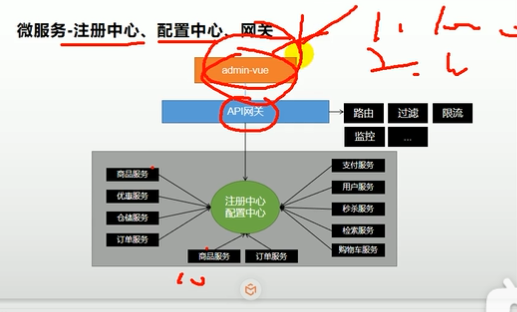 微服务-注册中心、配置中心、网关
admin-vue
API网关
路由
过滤
限流
监控
...
商品服务
优惠服务
仓储服务
订单服务
注册中心
配置中心
支付服务
用户服务
秒杀服务
检索服务
购物车服务
商品服务
订单服务